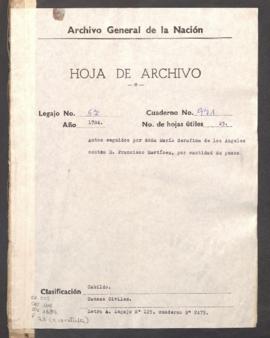 Archivo General de la Nación
HOJA DE ARCHIVO
Legajo No. 67 Cuaderno No. 971
Año 1784. No. de hojas útiles 25.
Autos seguidos por doña María Serafina de los Angeles
contra D. Francisco Martínez, por cantidad de pesos
Clasificación Cabildo.
Causas Civiles.
Letra A. Legajo Nº 125, cuaderno Nº 2175.